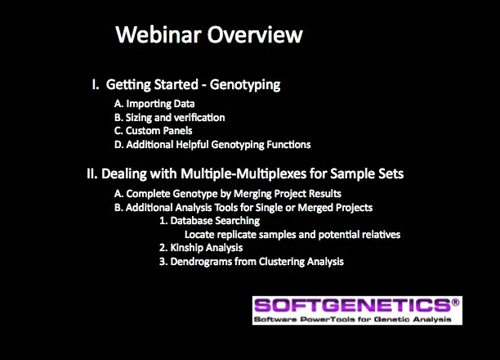 Webinar Overview
I. Getting Started - Genotyping
A. Importing Data
B. Sizing and verification
C. Custom Panels
D. Additional Helpful Genotyping Functions
II. Dealing with Multiple-Multiplexes for Sample Sets
A. Complete Genotype by Merging Project Results
B. Additional Analysis Tools for Single or Merged Projects
1. Database Searching
Locate replicate samples and potential relatives
2. Kinship Analysis
3. Dendrograms from Clustering Analysis
SOFTGENETICS®
Software PowerTools for Genetic Analysis